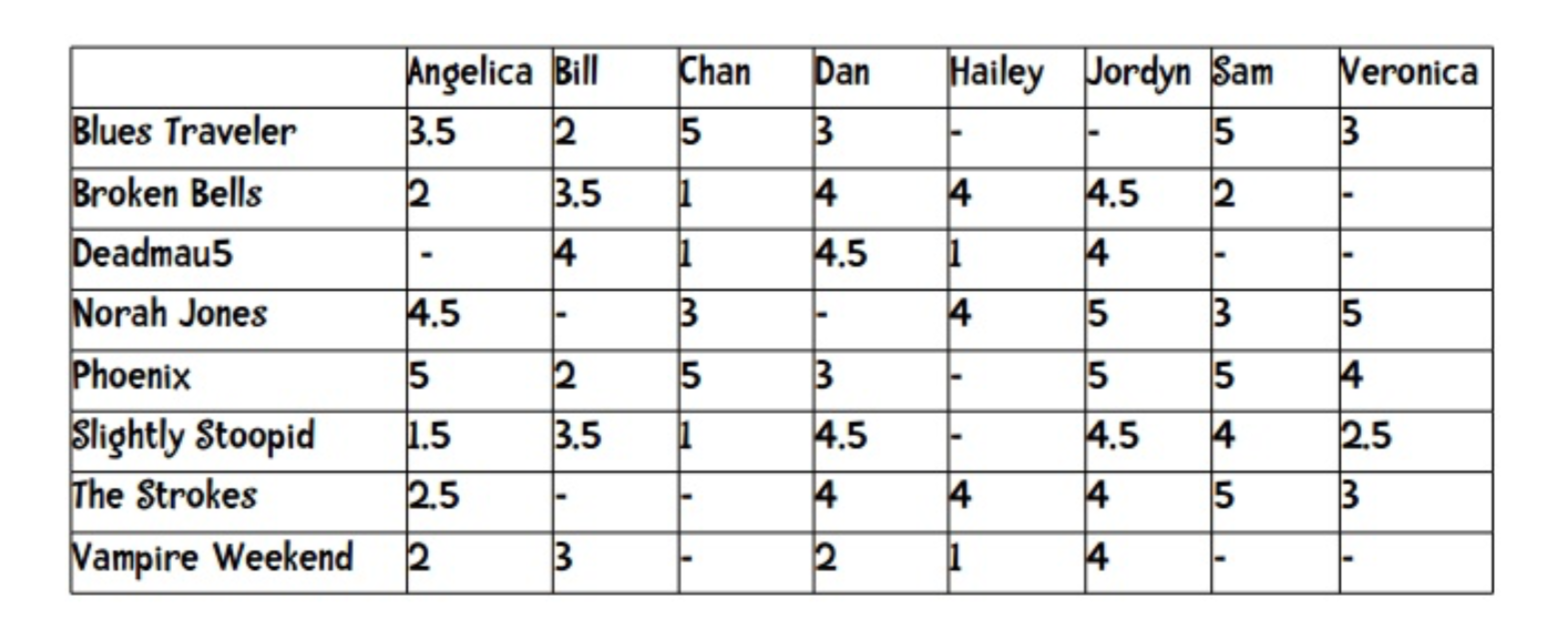 Angelica Bill Chan Dan Hailey Jordyn Sam Veronica
Blues Traveler 3.5 2 5 3 - - 5 3
Broken Bells 2 3.5 1 4 4 4.5 2 -
Deadmau5 - 4 1 4.5 1 4 - -
Norah Jones 4.5 - 3 - 4 5 3 5
Phoenix 5 2 5 3 - 5 5 4
Slightly Stoopid 1.5 3.5 1 4.5 - 4.5 4 2.5
The Strokes 2.5 - - 4 4 4 5 3
Vampire Weekend 2 3 - 2 1 4 - -